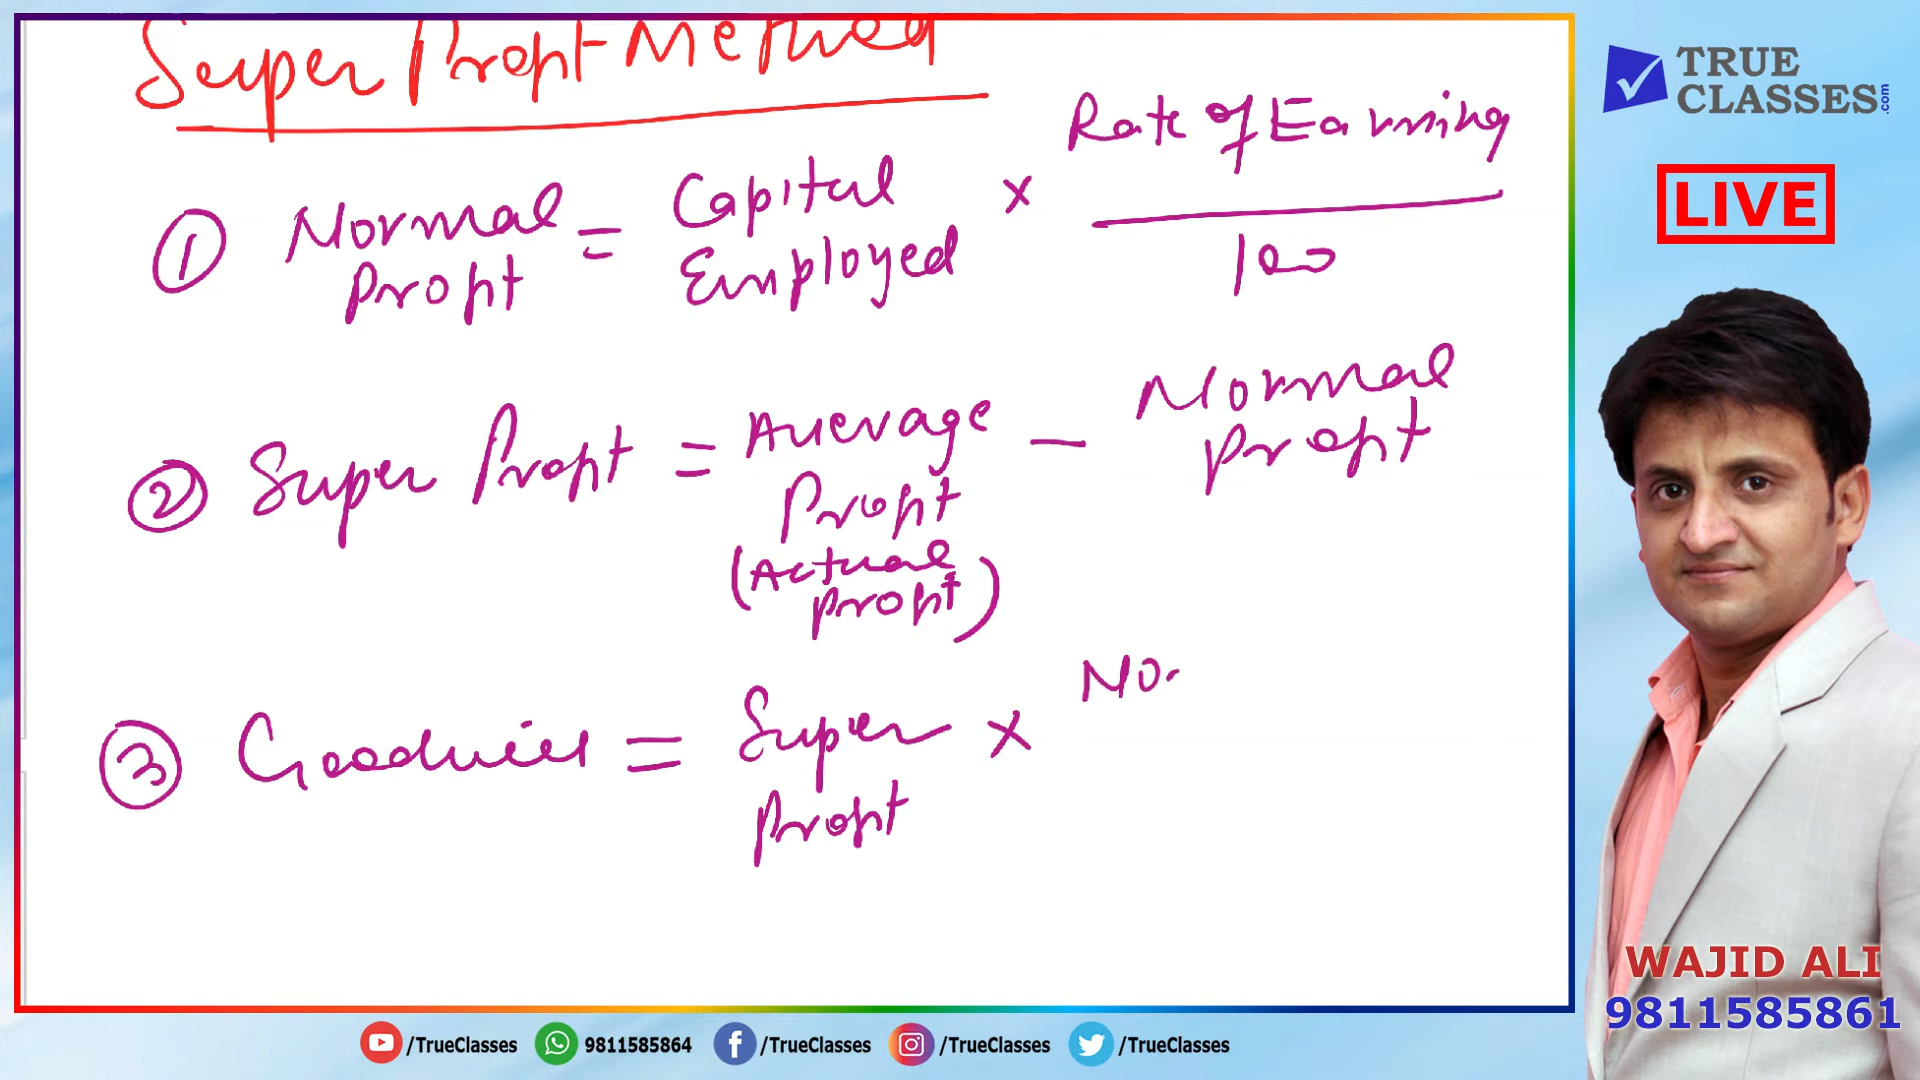 Super Profit Method
① Normal Profit = Capital Employed × Rate of Earning / 100
② Super Profit = Average Profit (Actual Profit) - Normal Profit
③ Goodwill = Super Profit × No.
TRUE CLASSES.com
LIVE
WAJID ALI
9811585861
/TrueClasses 9811585864 /TrueClasses /TrueClasses /TrueClasses